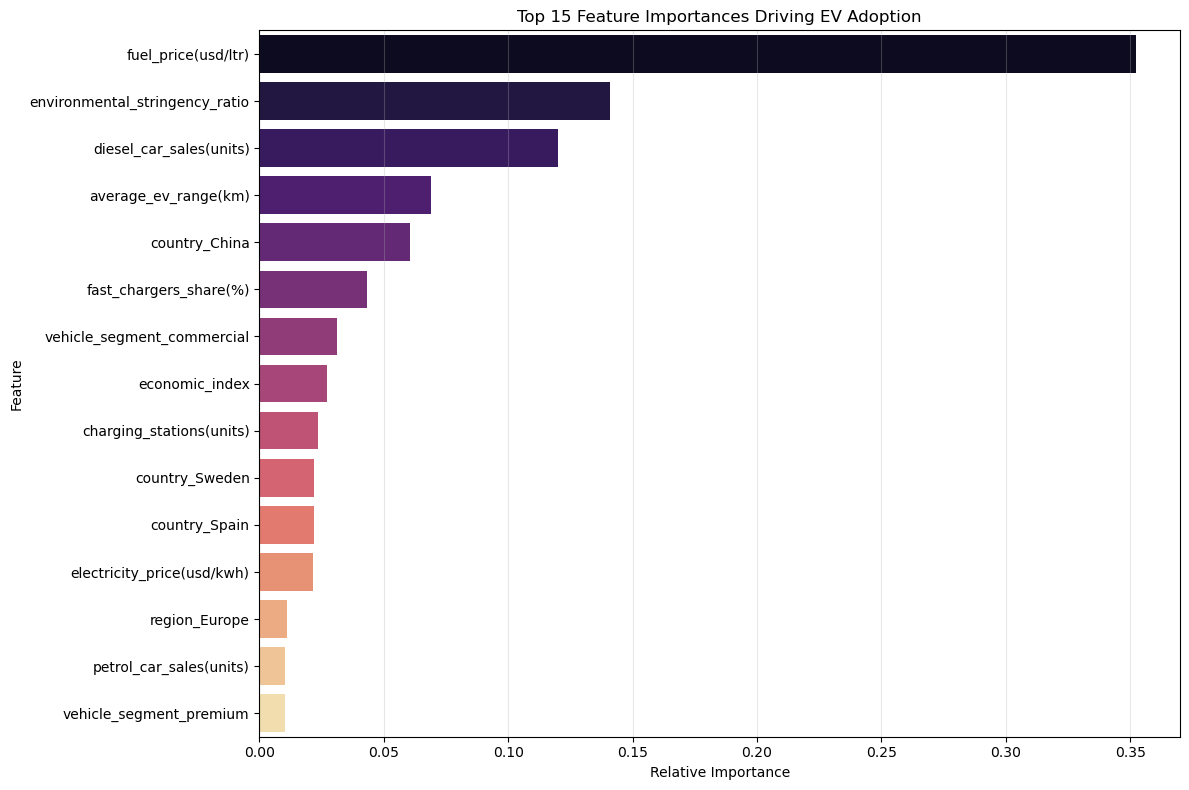 Top 15 Feature Importances Driving EV Adoption
Feature
fuel_price(usd/ltr)
environmental_stringency_ratio
diesel_car_sales(units)
average_ev_range(km)
country_China
fast_chargers_share(%)
vehicle_segment_commercial
economic_index
charging_stations(units)
country_Sweden
country_Spain
electricity_price(usd/kwh)
region_Europe
petrol_car_sales(units)
vehicle_segment_premium
0.00 0.05 0.10 0.15 0.20 0.25 0.30 0.35
Relative Importance